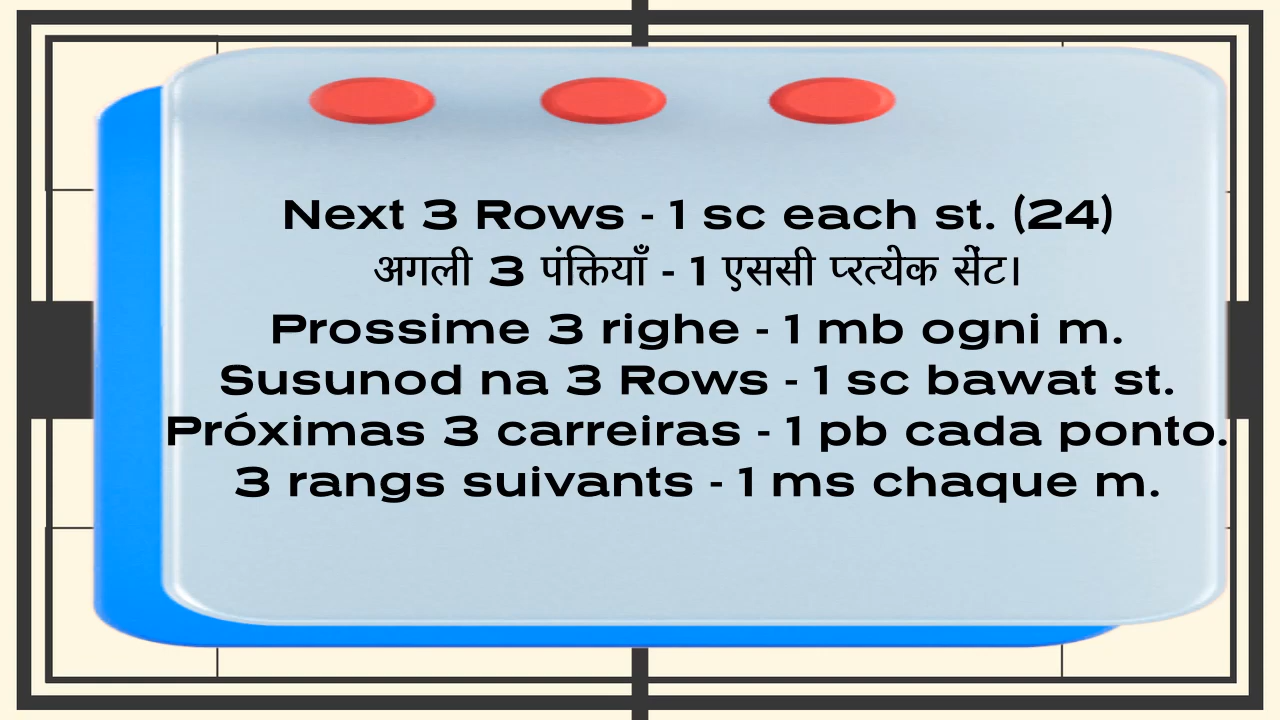 Next 3 Rows - 1 sc each st. (24)
अगली 3 पंक्तियाँ - 1 एससी प्रत्येक सेंट।
Prossime 3 righe - 1 mb ogni m.
Susunod na 3 Rows - 1 sc bawat st.
Próximas 3 carreiras - 1 pb cada ponto.
3 rangs suivants - 1 ms chaque m.